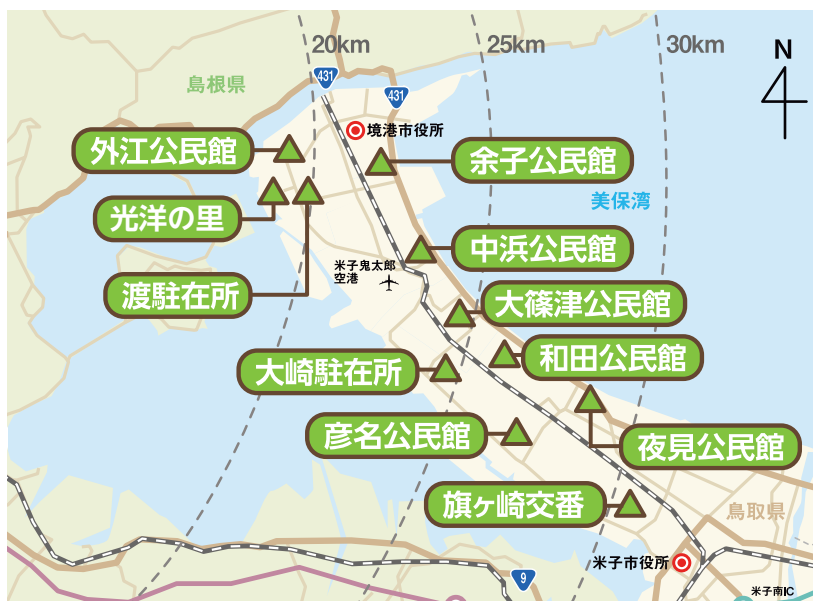 20km
25km
30km
N
島根県
431
431
境港市役所
外江公民館
余子公民館
光洋の里
美保湾
中浜公民館
米子鬼太郎
空港
渡駐在所
大篠津公民館
和田公民館
大崎駐在所
彦名公民館
夜見公民館
旗ヶ崎交番
鳥取県
米子市役所
9
米子南IC